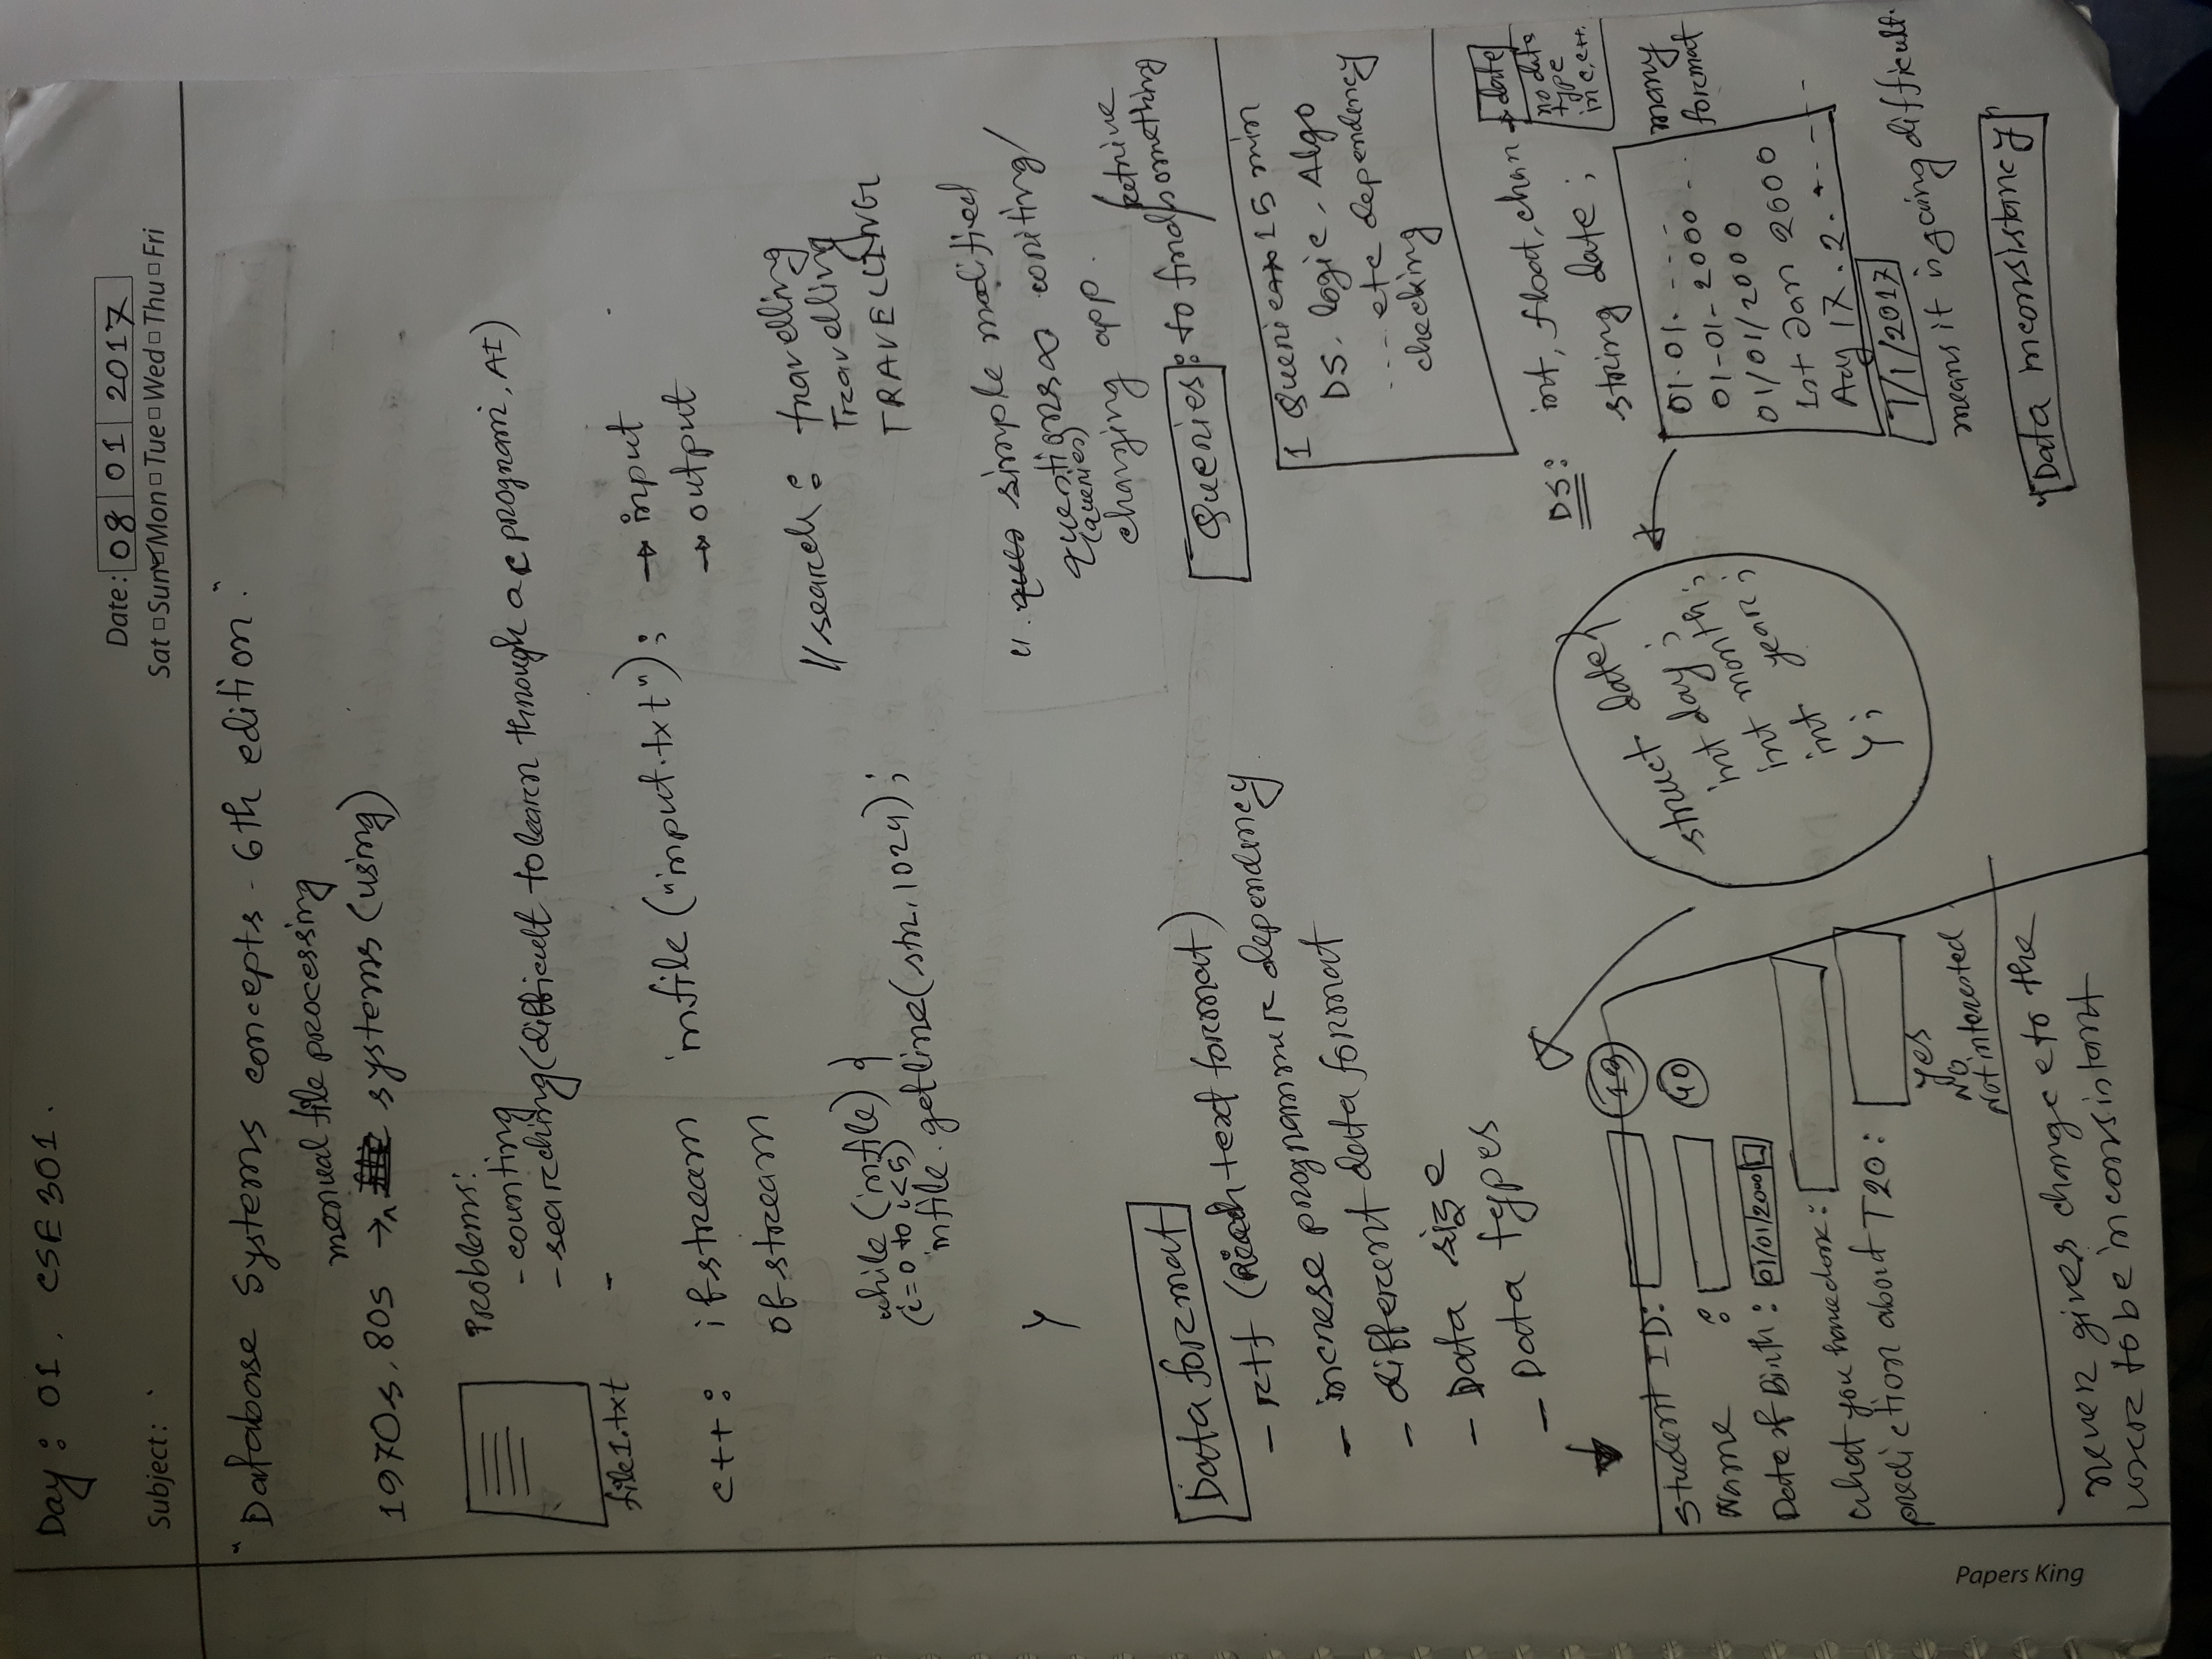 Day: 01. CSE 301.
Date: 08 01 2017
Subject:
Sat Sun Mon Tue Wed Thu Fri
"Database Systems concepts - 6th edition."
menual file processing
1970s, 80s → systems (using)
Problems:
- counting
- searching (difficult to learn through a c program, AI)
-
file1.txt
c++: ifstream infile ("input.txt"); → input
→ output
ofstream
// search: travelling
Travelling
TRAVELLING
while (infile) {
(i=0 to i<5)
infile.getline(str, 1024);
}
". simple modified
questions writing/
(queries)
changing app.
Data format
- rtf ( text format)
- increse programmer dependency
- different data format
- Data size
- Data types
Queries: to find/retrive something
1 Queries 15 min
DS, logic, Algo
.... etc dependency
checking
DS: int, float, char → date
no data
type
in c, c++.
string date;
01.01. - - -
01-01-2000 - .
01/01/2000
1st Jan 2000
Aug 17. 2.
many
format
7/1/2017
means it is going difficult.
"Data inconsistancy"
struct date{
int day;
int month;
int year;
};
Student ID: 13
Name : 40
Date of Birth: 01/01/2000
What you have done:
prediction about T20:
yes
No
Not interested
never gives change to the
user to be inconsistant
Papers King